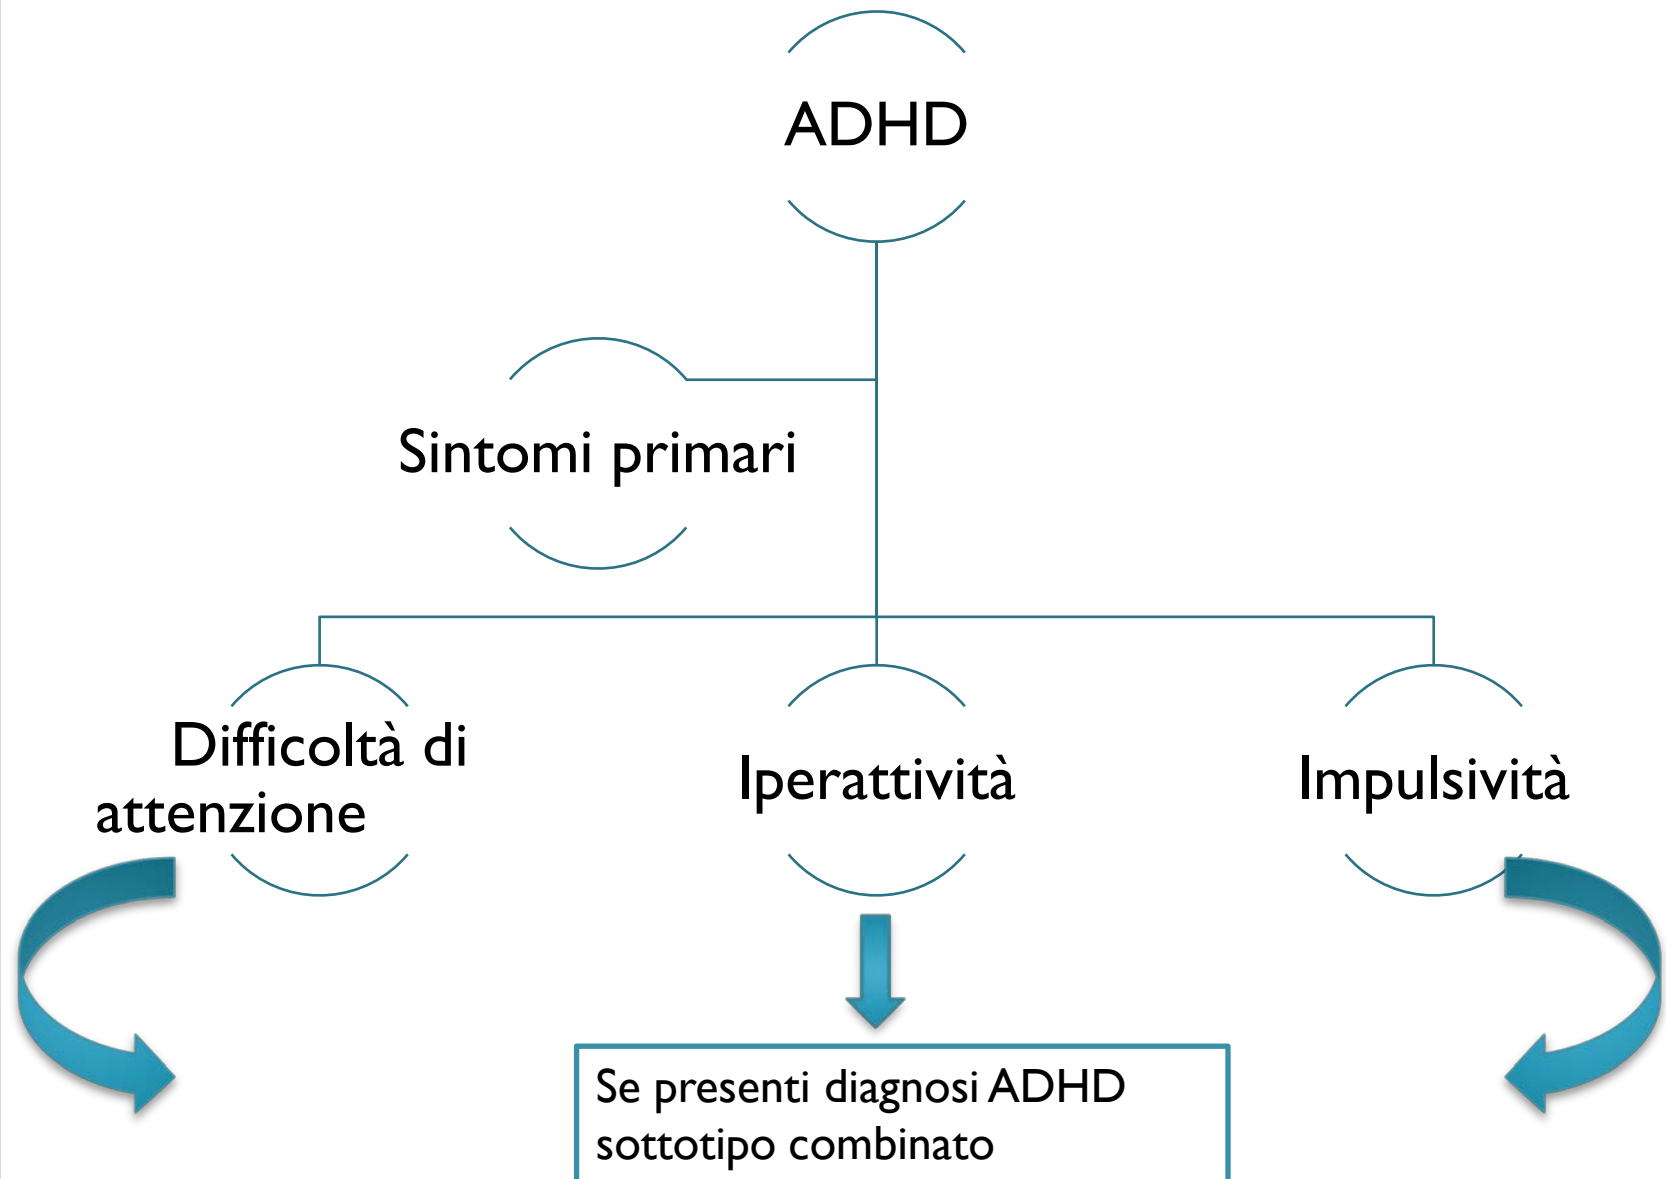 ADHD
Sintomi primari
Difficoltà di
attenzione
Iperattività
Impulsività
Se presenti diagnosi ADHD
sottotipo combinato